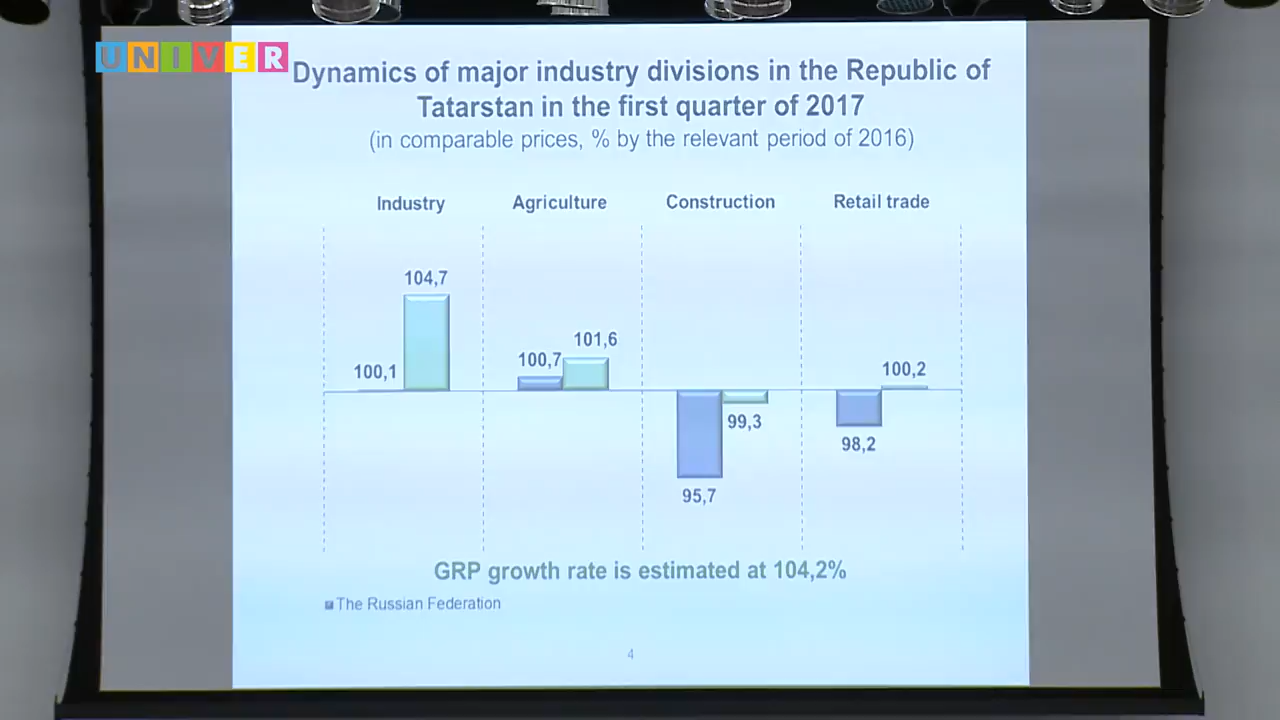 UNIVER
Dynamics of major industry divisions in the Republic of
Tatarstan in the first quarter of 2017
(in comparable prices, % by the relevant period of 2016)
Industry Agriculture Construction Retail trade
104,7
101,6
100,7
100,2
100,1
99,3
98,2
95,7
GRP growth rate is estimated at 104,2%
The Russian Federation
4